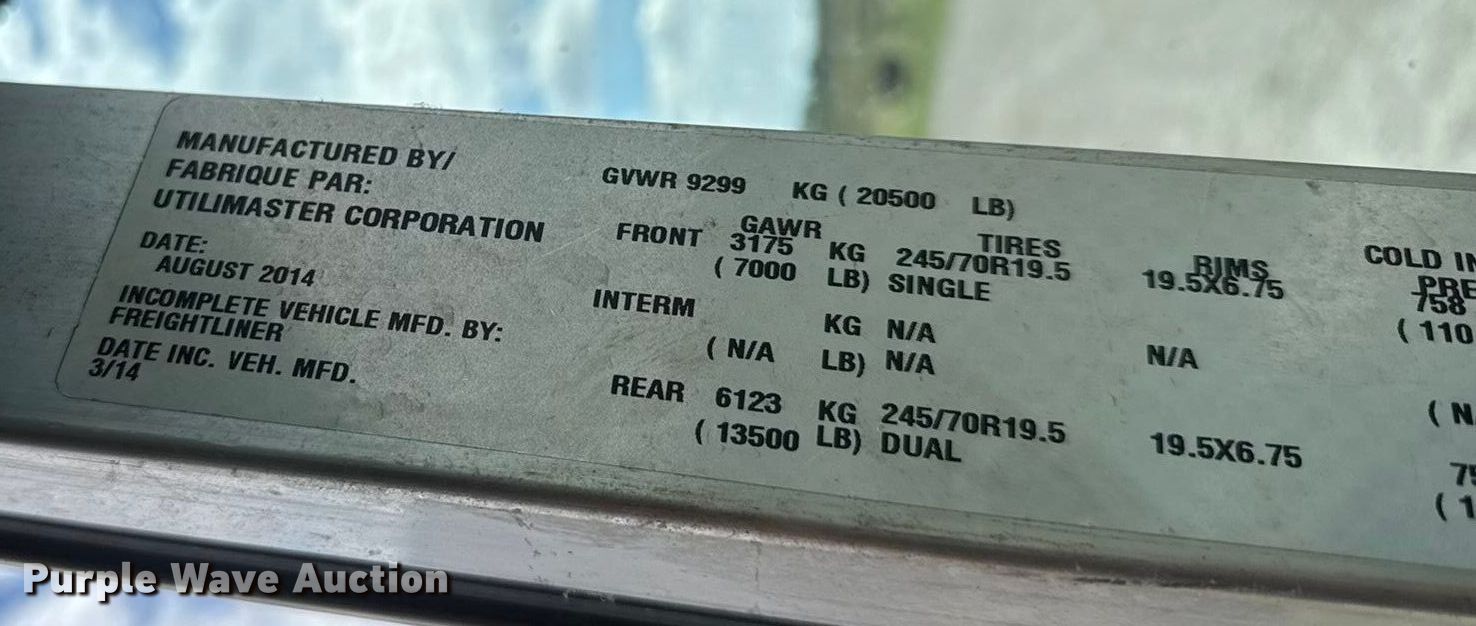 MANUFACTURED BY/
FABRIQUE PAR:
UTILIMASTER CORPORATION
DATE:
AUGUST 2014
INCOMPLETE VEHICLE MFD. BY:
FREIGHTLINER
DATE INC. VEH. MFD.
3/14
GVWR 9299 KG ( 20500 LB)
GAWR TIRES RIMS COLD IN
PRE
FRONT 3175 KG 245/70R19.5 19.5X6.75 758
( 7000 LB) SINGLE ( 110
INTERM KG N/A
( N/A LB) N/A N/A ( N
REAR 6123 KG 245/70R19.5 19.5X6.75 75
( 13500 LB) DUAL ( 1
Purple Wave Auction